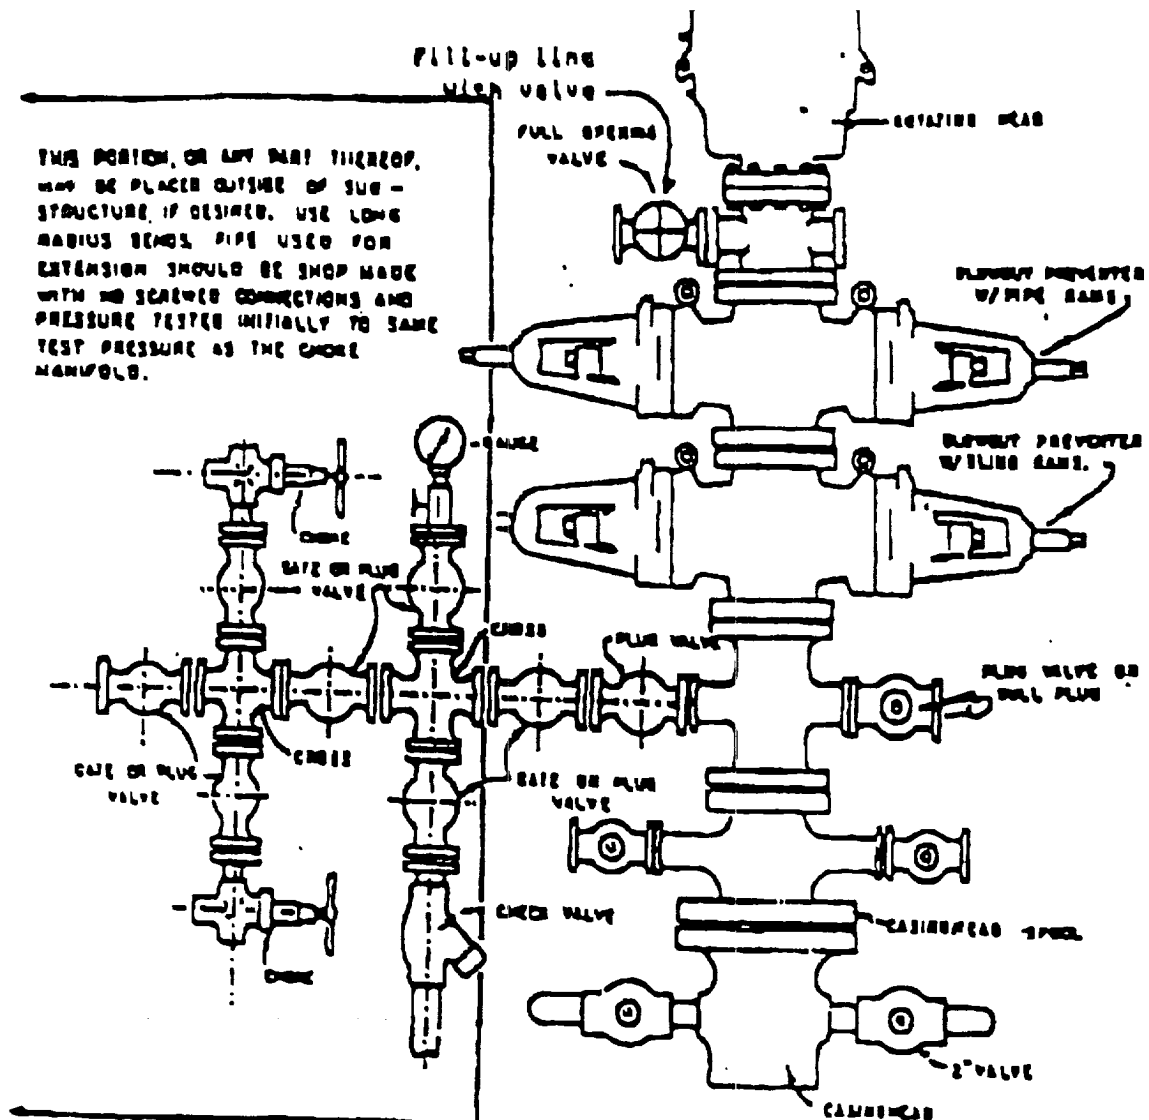 Fill-up line
with valve
FULL OPENING
VALVE
ROTATING HEAD
THIS PORTION, OR ANY PART THEREOF,
MAY BE PLACED OUTSIDE OF SUB-
STRUCTURE, IF DESIRED. USE LONG
RADIUS BENDS. PIPE USED FOR
EXTENSION SHOULD BE SHOP MADE
WITH NO SCREWED CONNECTIONS AND
PRESSURE TESTED INITIALLY TO SAME
TEST PRESSURE AS THE CHOKE
MANIFOLD.
BLOWOUT PREVENTER
W/PIPE RAMS
GAUGE
BLOWOUT PREVENTER
W/BLIND RAMS.
CHOKE
GATE OR PLUG
VALVE
CROSS
PLUG VALVE
PLUG VALVE OR
BULL PLUG
CROSS
GATE OR PLUG
VALVE
GATE OR PLUG
VALVE
CHECK VALVE
CASINGHEAD SPOOL
CHOKE
2" VALVE
CASINGHEAD